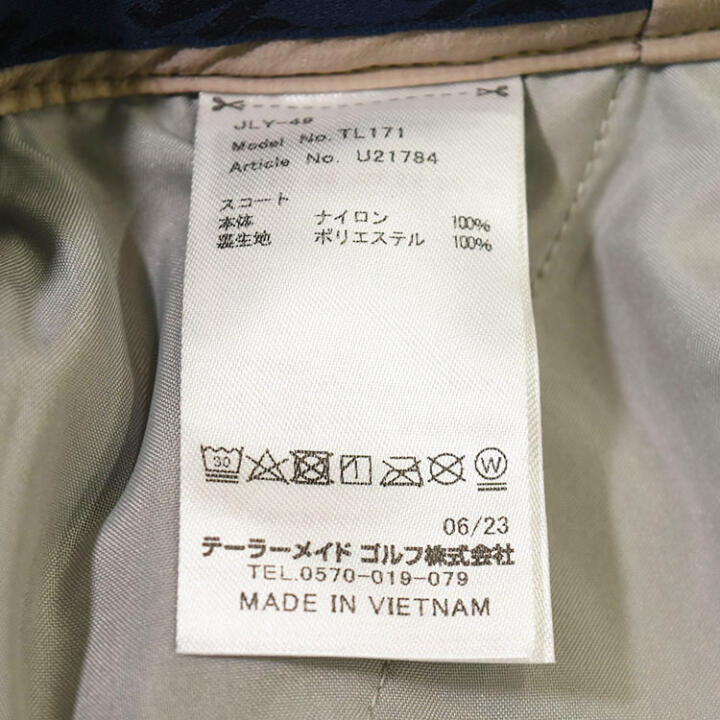 JLY-49
Model No. TL171
Article No. U21784
スコート
本体 ナイロン 100%
裏生地 ポリエステル 100%
30 W
06/23
テーラーメイド ゴルフ株式会社
TEL.0570-019-079
MADE IN VIETNAM